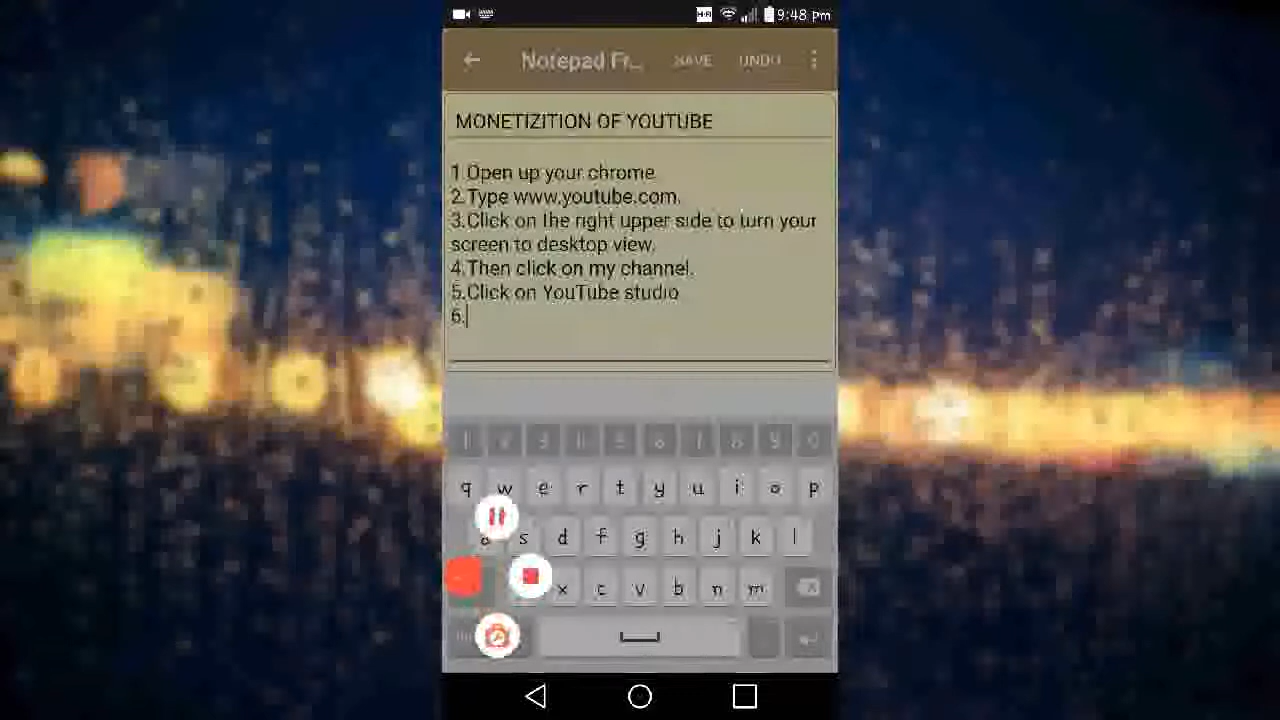 9:48 pm
Notepad Fr...
SAVE
UNDO
MONETIZITION OF YOUTUBE
1.Open up your chrome.
2.Type www.youtube.com.
3.Click on the right upper side to turn your
screen to desktop view.
4.Then click on my channel.
5.Click on YouTube studio
6.
q w e r t y u i o p
a s d f g h j k l
x c v b n m